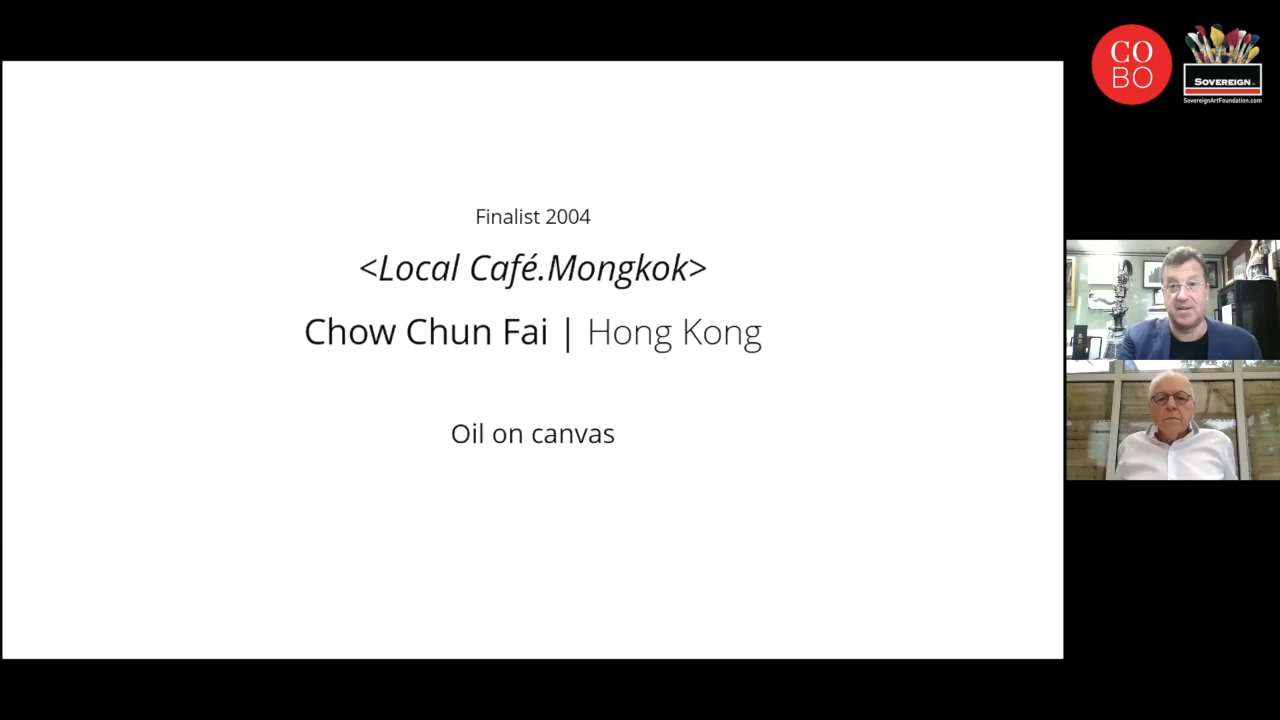 CO
BO
SOVEREIGN
SovereignArtFoundation.com
Finalist 2004
<Local Café.Mongkok>
Chow Chun Fai | Hong Kong
Oil on canvas